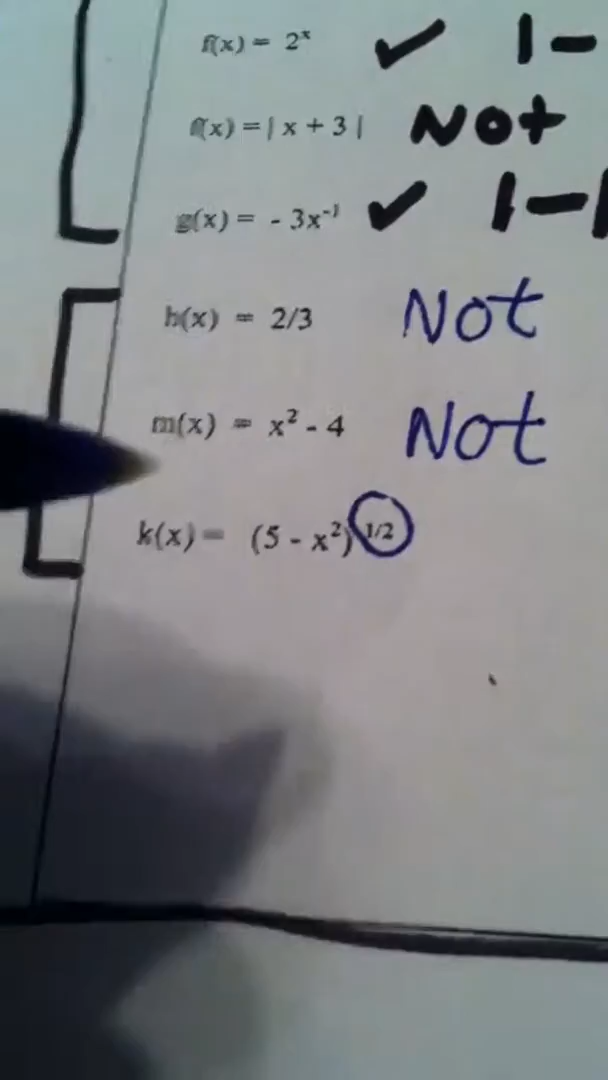 f(x) = 2ˣ ✓ 1-
f(x) = | x + 3 | Not
g(x) = - 3x⁻¹ ✓ 1-1
h(x) = 2/3 Not
m(x) = x² - 4 Not
k(x) = (5 - x²)^1/2